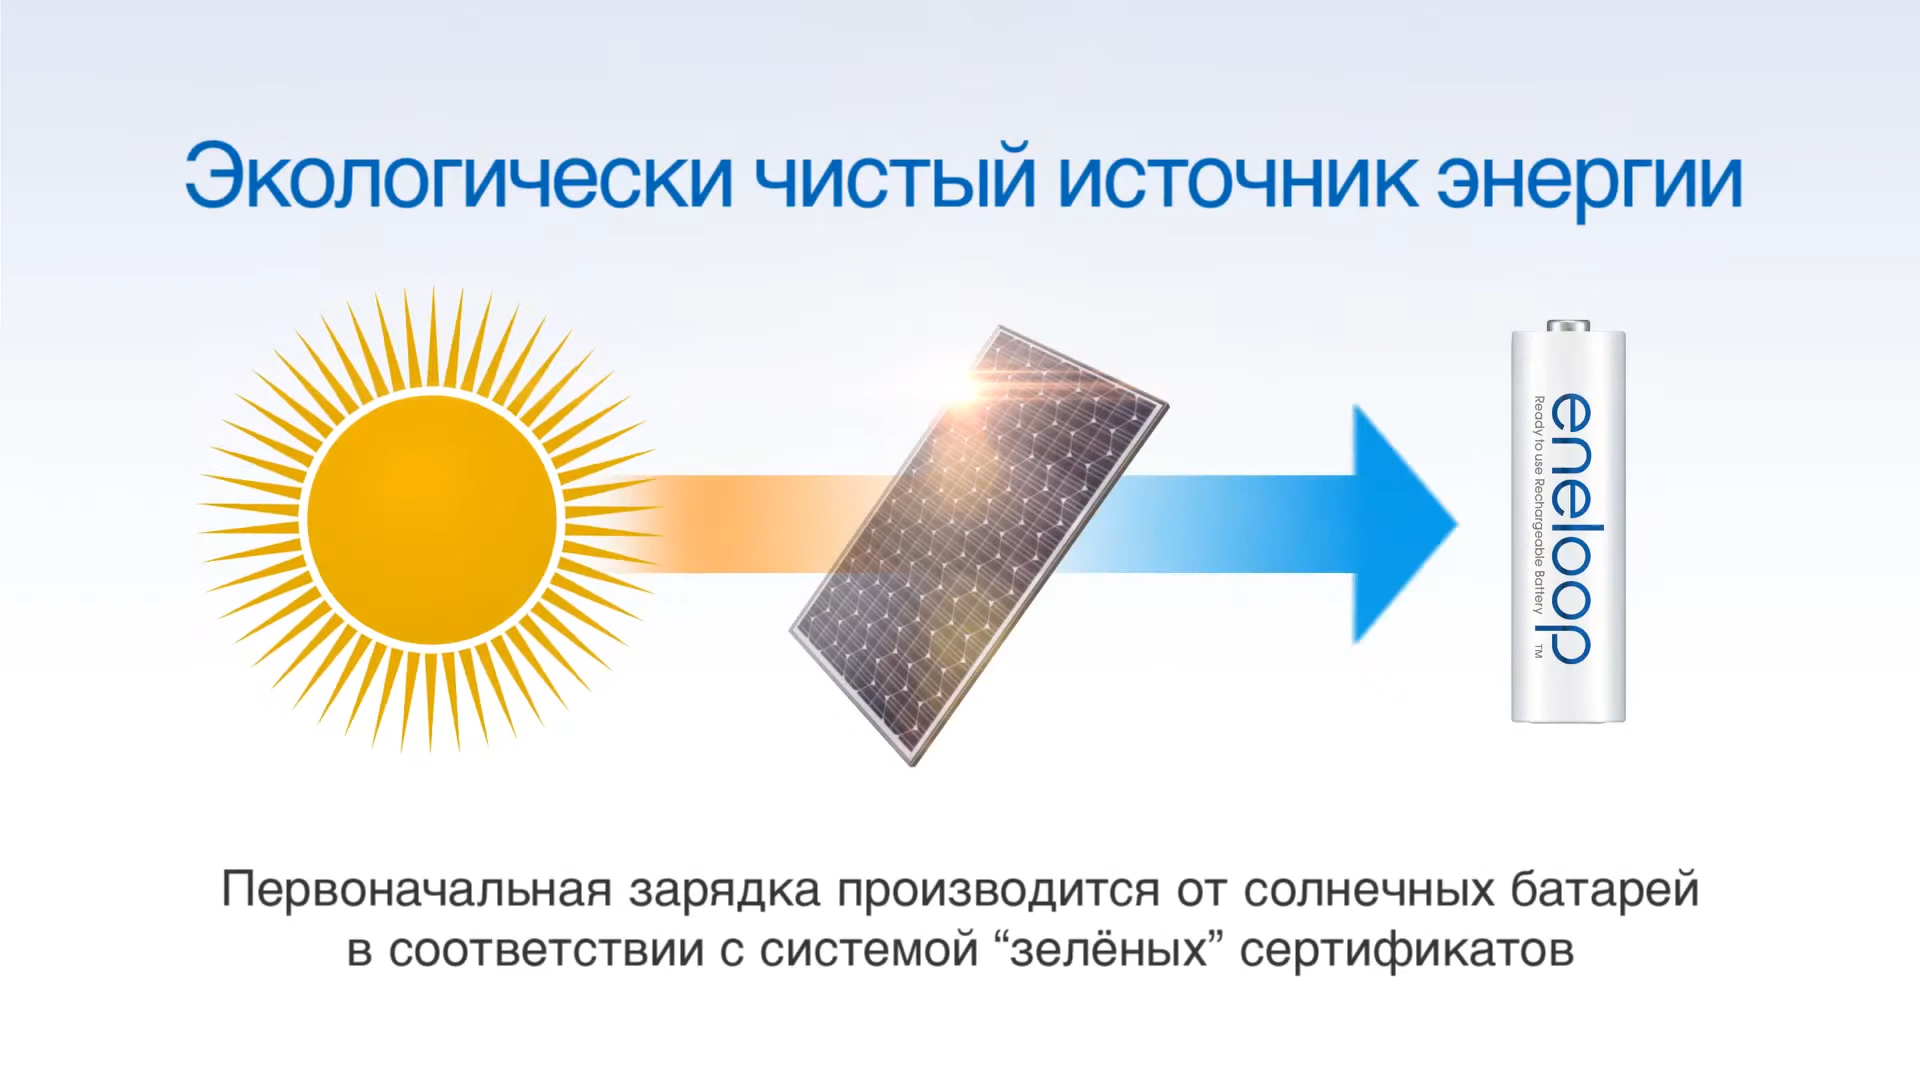 Экологически чистый источник энергии
eneloop
Ready to use Rechargeable Battery ™
Первоначальная зарядка производится от солнечных батарей
в соответствии с системой “зелёных” сертификатов